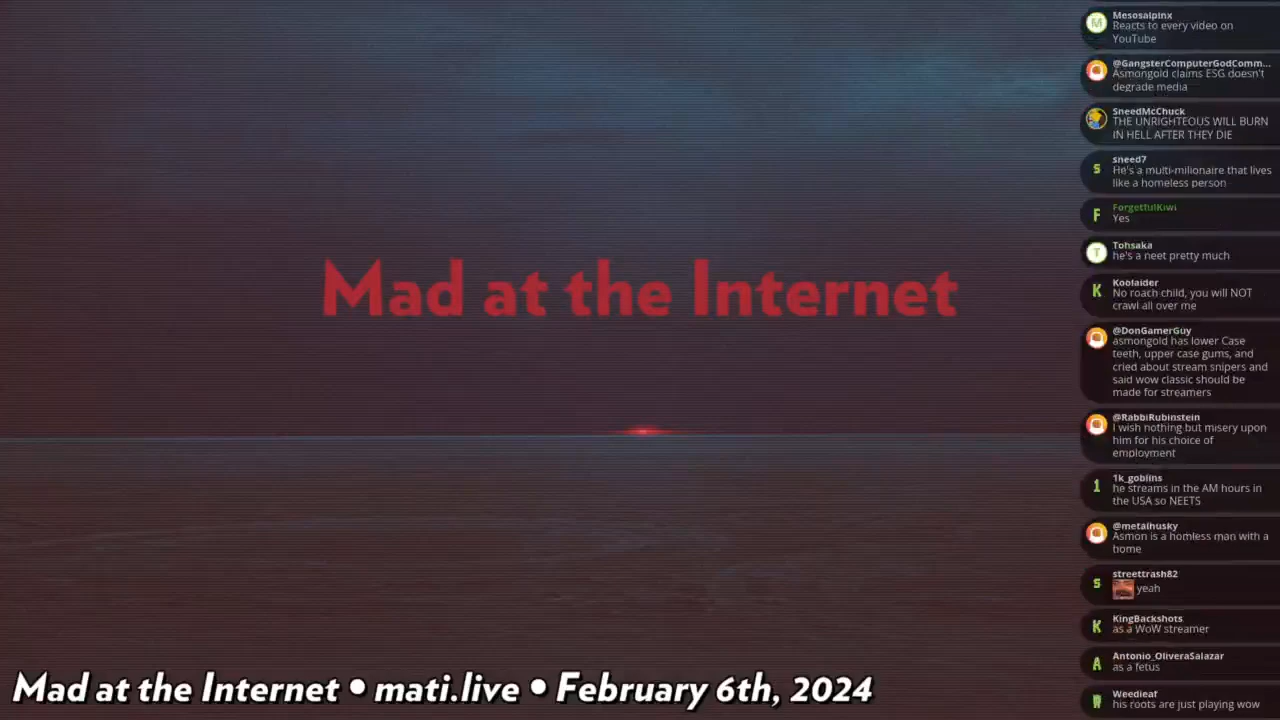 Mad at the Internet
Mad at the Internet • mati.live • February 6th, 2024
Mesosalpinx
Reacts to every video on
YouTube
@GangsterComputerGodComm...
Asmongold claims ESG doesn't
degrade media
SneedMcChuck
THE UNRIGHTEOUS WILL BURN
IN HELL AFTER THEY DIE
sneed7
He's a multi-milionaire that lives
like a homeless person
ForgetfulKiwi
Yes
Tohsaka
he's a neet pretty much
Koolaider
No roach child, you will NOT
crawl all over me
@DonGamerGuy
asmongold has lower Case
teeth, upper case gums, and
cried about stream snipers and
said wow classic should be
made for streamers
@RabbiRubinstein
I wish nothing but misery upon
him for his choice of
employment
1k_goblins
he streams in the AM hours in
the USA so NEETS
@metalhusky
Asmon is a homless man with a
home
streettrash82
yeah
KingBackshots
as a WoW streamer
Antonio_OliveraSalazar
as a fetus
Weedleaf
his roots are just playing wow